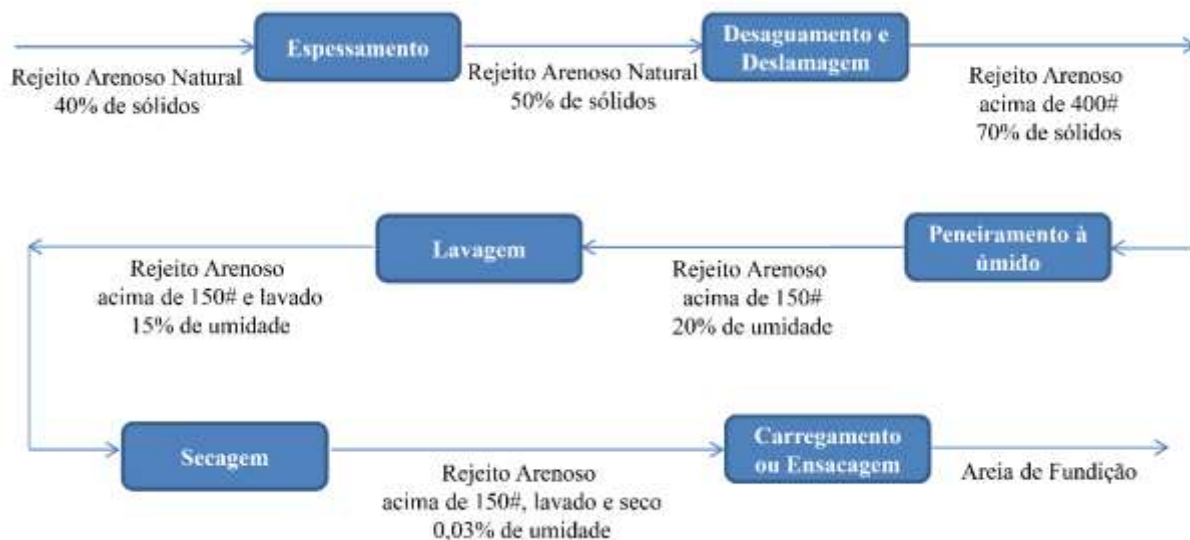 Espessamento
Desaguamento e
Deslamagem
Rejeito Arenoso Natural
40% de sólidos
Rejeito Arenoso Natural
50% de sólidos
Rejeito Arenoso
acima de 400#
70% de sólidos
Peneiramento à
úmido
Lavagem
Rejeito Arenoso
acima de 150#
20% de umidade
Rejeito Arenoso
acima de 150# e lavado
15% de umidade
Secagem
Carregamento
ou Ensacagem
Rejeito Arenoso
acima de 150#, lavado e seco
0,03% de umidade
Areia de Fundição